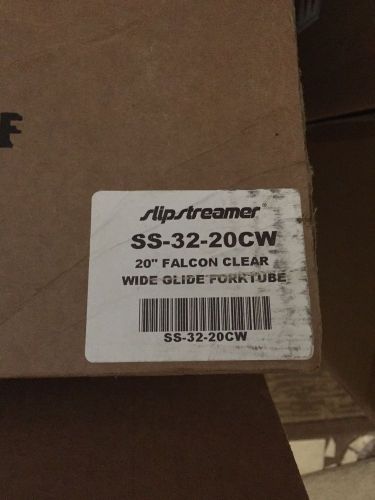 F
slipstreamer®
SS-32-20CW
20" FALCON CLEAR
WIDE GLIDE FORKTUBE
SS-32-20CW